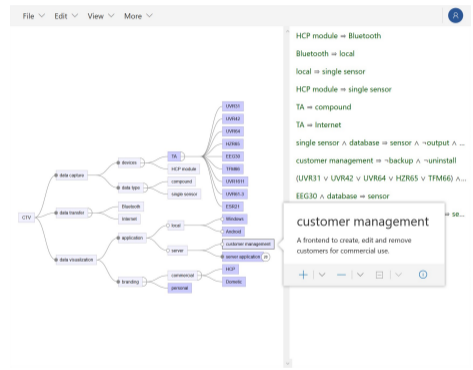 File Edit View More
HCP module ⇒ Bluetooth
Bluetooth ⇒ local
local ⇒ single sensor
HCP module ⇒ single sensor
TA ⇒ compound
TA ⇒ Internet
single sensor ∧ database ⇒ sensor ∧ ¬output ∧ ...
customer management ⇒ ¬backup ∧ ¬uninstall
(UVR31 ∨ UVR42 ∨ UVR64 ∨ HZR65 ∨ TFM66) ∧...
EEG30 ∧ database ⇒ sensor
⇒ se...
customer management
A frontend to create, edit and remove
customers for commercial use.
CTV
data capture
devices
TA
UVR31
UVR42
UVR64
HZR65
EEG30
TFM66
UVR1611
UVR61-3
ESR21
HCP module
data type
compound
single sensor
data transfer
Bluetooth
Internet
data visualization
application
local
Windows
Android
server
customer management
server application
branding
commercial
HCP
personal